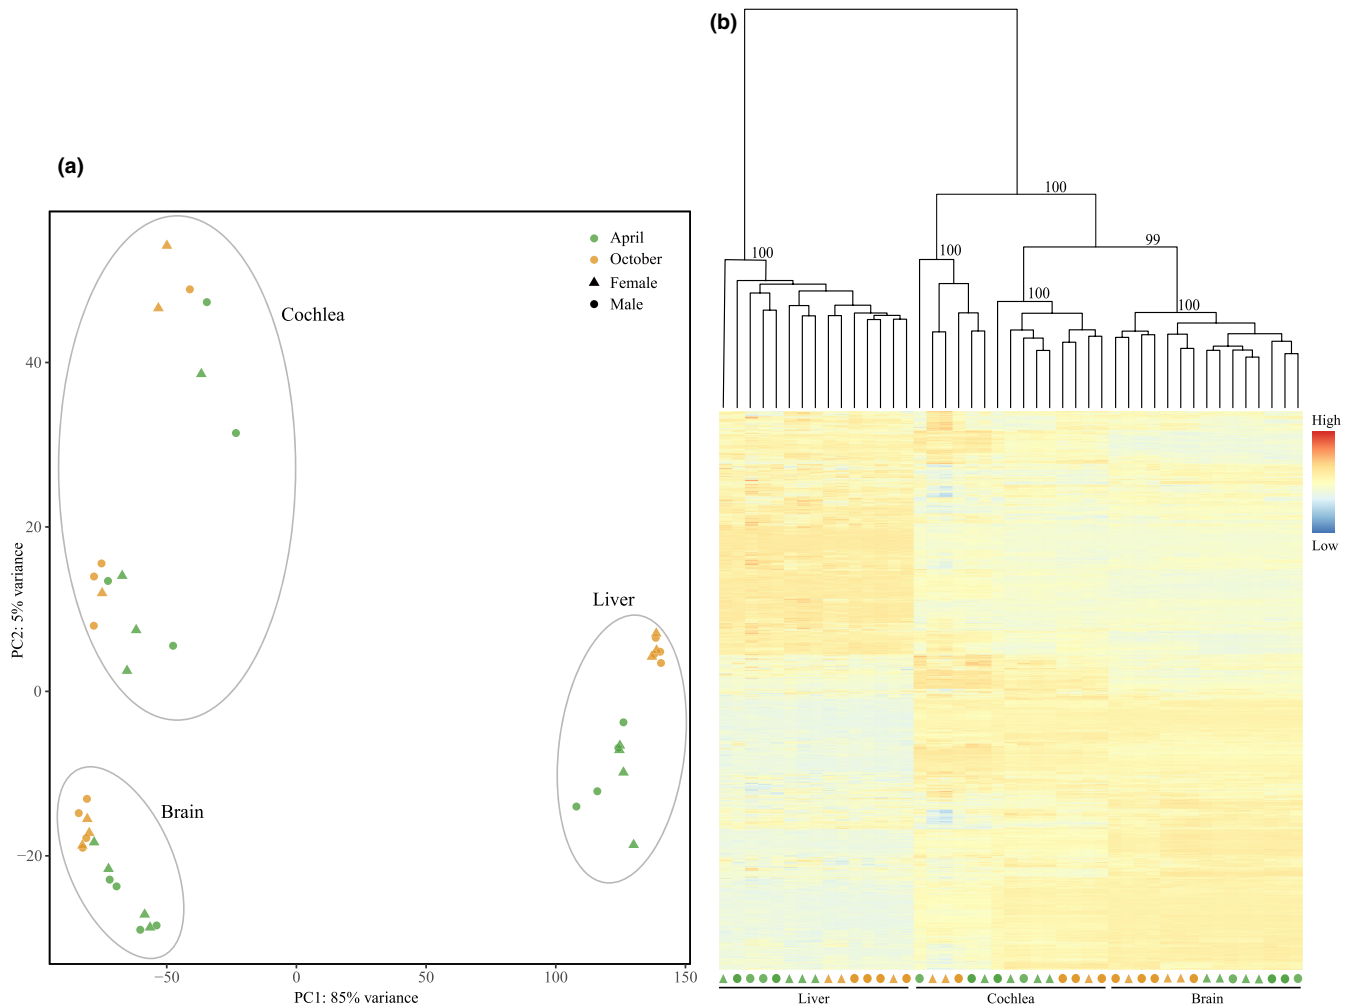 (a)
April
October
Female
Male
Cochlea
Liver
Brain
40
20
0
−20
PC2: 5% variance
−50
0
50
100
150
PC1: 85% variance
(b)
100
99
100
100
100
100
High
Low
Liver
Cochlea
Brain